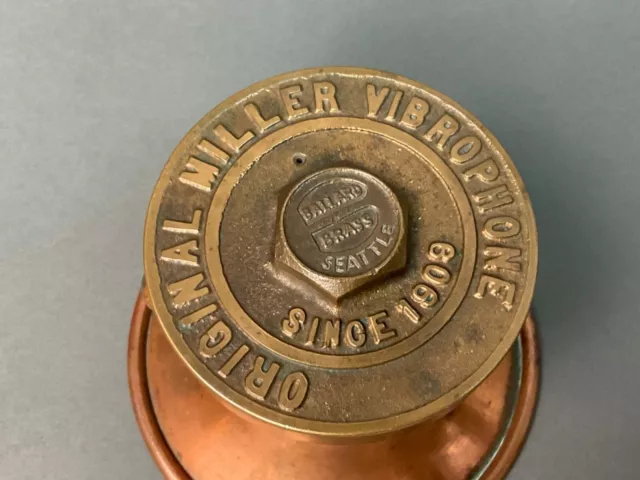 ORIGINAL MILLER VIBROPHONE
SINCE 1909
BALLARD
BRASS
SEATTLE